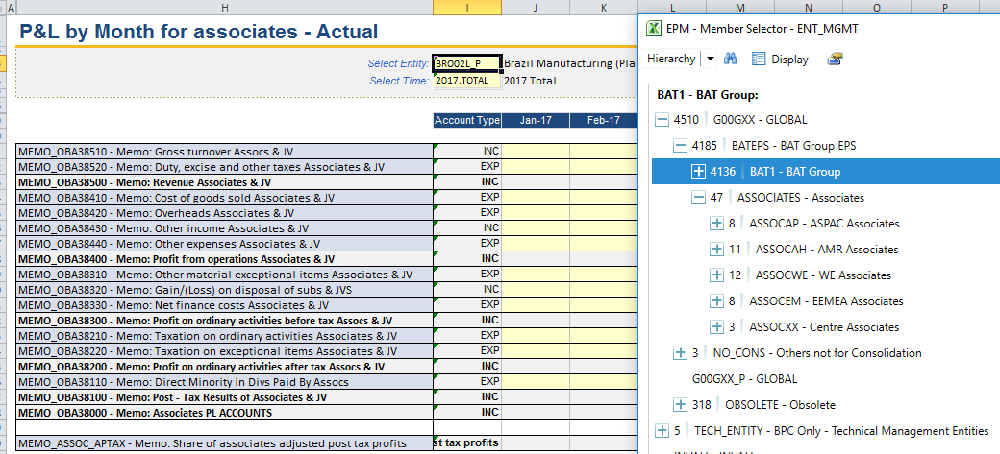 A H I J K L M N O P
P&L by Month for associates - Actual
Select Entity: BRO02L_P Brazil Manufacturing (Plan
Select Time: 2017.TOTAL 2017 Total
Account Type Jan-17 Feb-17
MEMO_OBA38510 - Memo: Gross turnover Assocs & JV INC
MEMO_OBA38520 - Memo: Duty, excise and other taxes Associates & JV EXP
MEMO_OBA38500 - Memo: Revenue Associates & JV INC
MEMO_OBA38410 - Memo: Cost of goods sold Associates & JV EXP
MEMO_OBA38420 - Memo: Overheads Associates & JV EXP
MEMO_OBA38430 - Memo: Other income Associates & JV INC
MEMO_OBA38440 - Memo: Other expenses Associates & JV EXP
MEMO_OBA38400 - Memo: Profit from operations Associates & JV INC
MEMO_OBA38310 - Memo: Other material exceptional items Associates & JV EXP
MEMO_OBA38320 - Memo: Gain/(Loss) on disposal of subs & JVS INC
MEMO_OBA38330 - Memo: Net finance costs Associates & JV EXP
MEMO_OBA38300 - Memo: Profit on ordinary activities before tax Assocs & JV INC
MEMO_OBA38210 - Memo: Taxation on ordinary activities Associates & JV EXP
MEMO_OBA38220 - Memo: Taxation on exceptional items Associates & JV EXP
MEMO_OBA38200 - Memo: Profit on ordinary activities after tax Assocs & JV INC
MEMO_OBA38110 - Memo: Direct Minority in Divs Paid By Assocs EXP
MEMO_OBA38100 - Memo: Post - Tax Results of Associates & JV INC
MEMO_OBA38000 - Memo: Associates PL ACCOUNTS INC
MEMO_ASSOC_APTAX - Memo: Share of associates adjusted post tax profits st tax profits
EPM - Member Selector - ENT_MGMT
Hierarchy Display
BAT1 - BAT Group:
4510 G00GXX - GLOBAL
4185 BATEPS - BAT Group EPS
4136 BAT1 - BAT Group
47 ASSOCIATES - Associates
8 ASSOCAP - ASPAC Associates
11 ASSOCAH - AMR Associates
12 ASSOCWE - WE Associates
8 ASSOCEM - EEMEA Associates
3 ASSOCXX - Centre Associates
3 NO_CONS - Others not for Consolidation
G00GXX_P - GLOBAL
318 OBSOLETE - Obsolete
5 TECH_ENTITY - BPC Only - Technical Management Entities